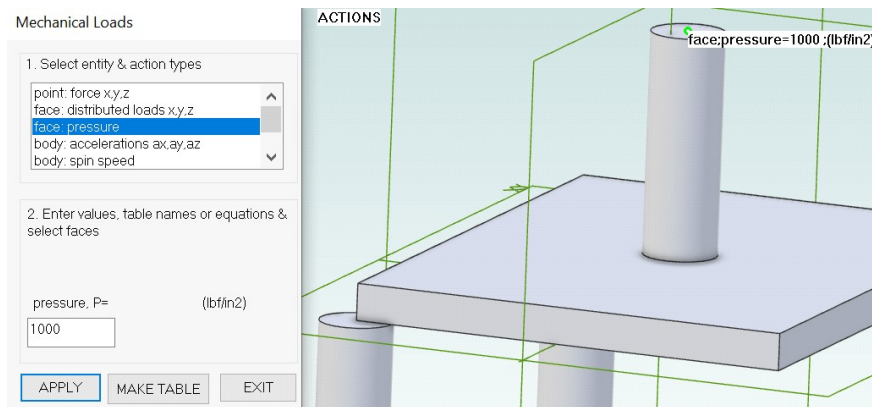 Mechanical Loads
1. Select entity & action types
point: force x,y,z
face: distributed loads x,y,z
face: pressure
body: accelerations ax,ay,az
body: spin speed
2. Enter values, table names or equations &
select faces
pressure, P= (lbf/in2)
1000
APPLY MAKE TABLE EXIT
ACTIONS
face;pressure=1000 ;(lbf/in2)